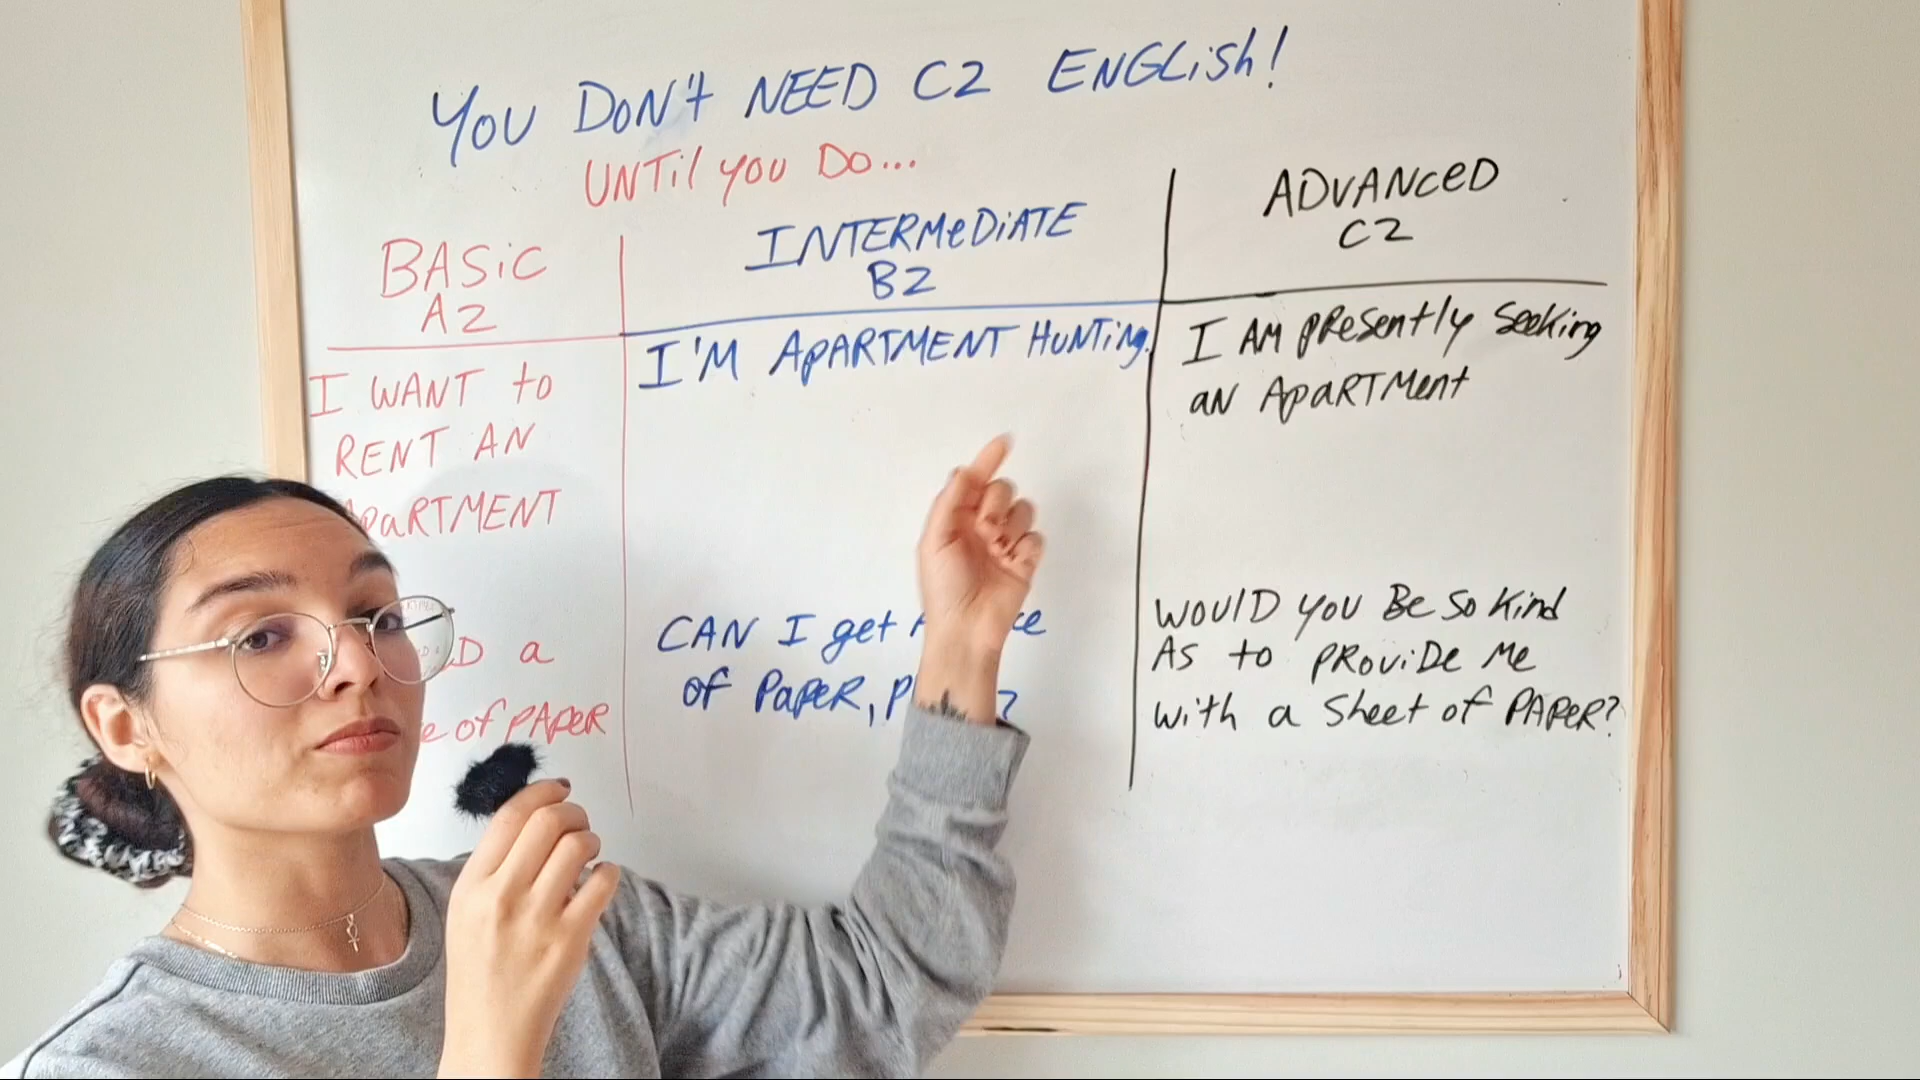 YOU DON't NEED C2 ENGLish!
UNTIL YOU DO...
BASIC
A2
I WANT to
RENT AN
APaRTMENT
a
of PAPER
INTERMeDiATE
B2
I'M APARTMENT HUNTiNg.
CAN I get
of PaPeR,
ADVANCeD
C2
I AM PResently Seeking
aN APaRTMent
WOUlD you Be So Kind
As to PROViDe Me
With a Sheet of PAPeR?